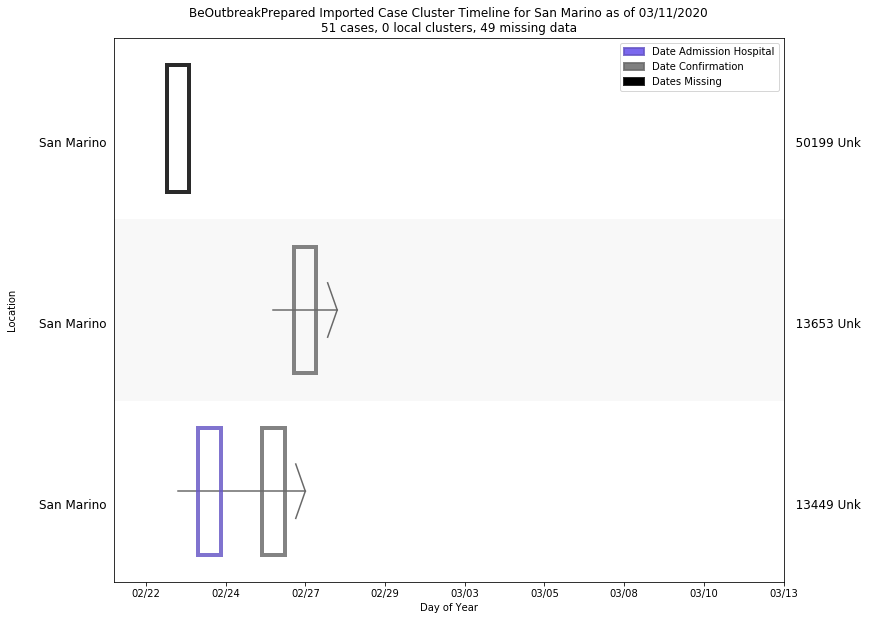 BeOutbreakPrepared Imported Case Cluster Timeline for San Marino as of 03/11/2020
51 cases, 0 local clusters, 49 missing data
Date Admission Hospital
Date Confirmation
Dates Missing
San Marino
50199 Unk
San Marino
13653 Unk
San Marino
13449 Unk
Location
02/22
02/24
02/27
02/29
03/03
03/05
03/08
03/10
03/13
Day of Year